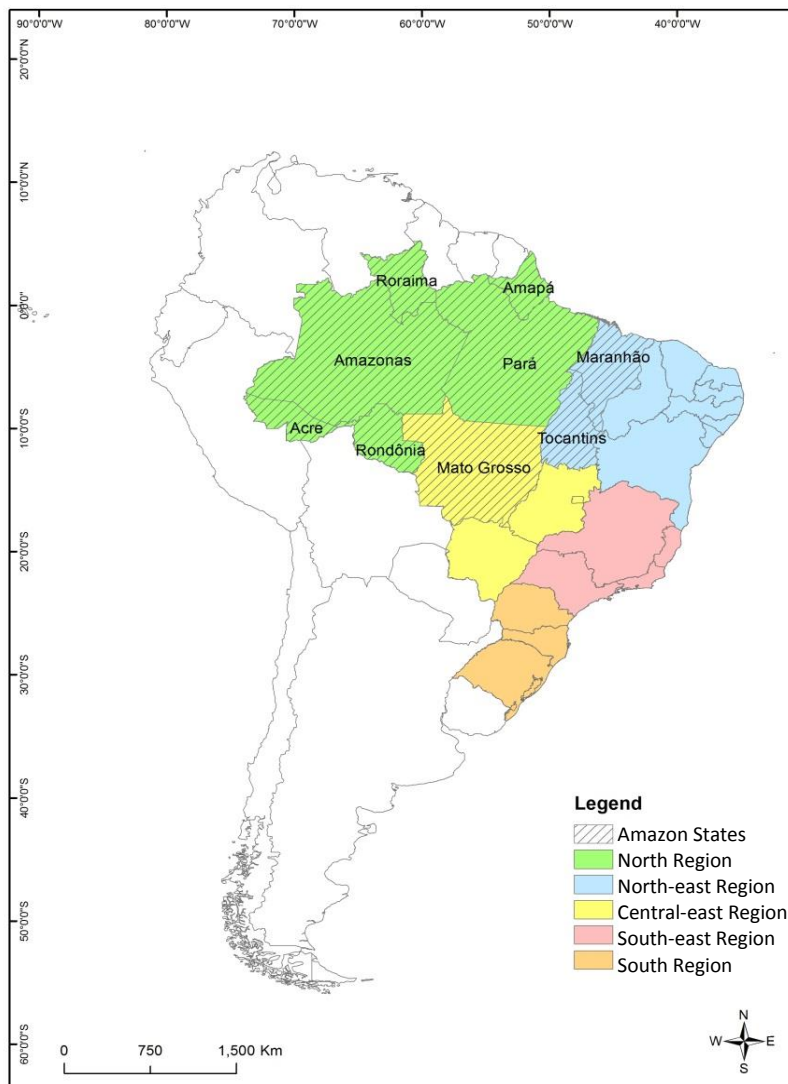 90°0'0"W
80°0'0"W
70°0'0"W
60°0'0"W
50°0'0"W
40°0'0"W
20°0'0"N
10°0'0"N
0°0'0"
10°0'0"S
20°0'0"S
30°0'0"S
40°0'0"S
50°0'0"S
60°0'0"S
Roraima
Amapá
Amazonas
Pará
Maranhão
Acre
Rondônia
Mato Grosso
Tocantins
Legend
Amazon States
North Region
North-east Region
Central-east Region
South-east Region
South Region
0 750 1,500 Km
N
W E
S